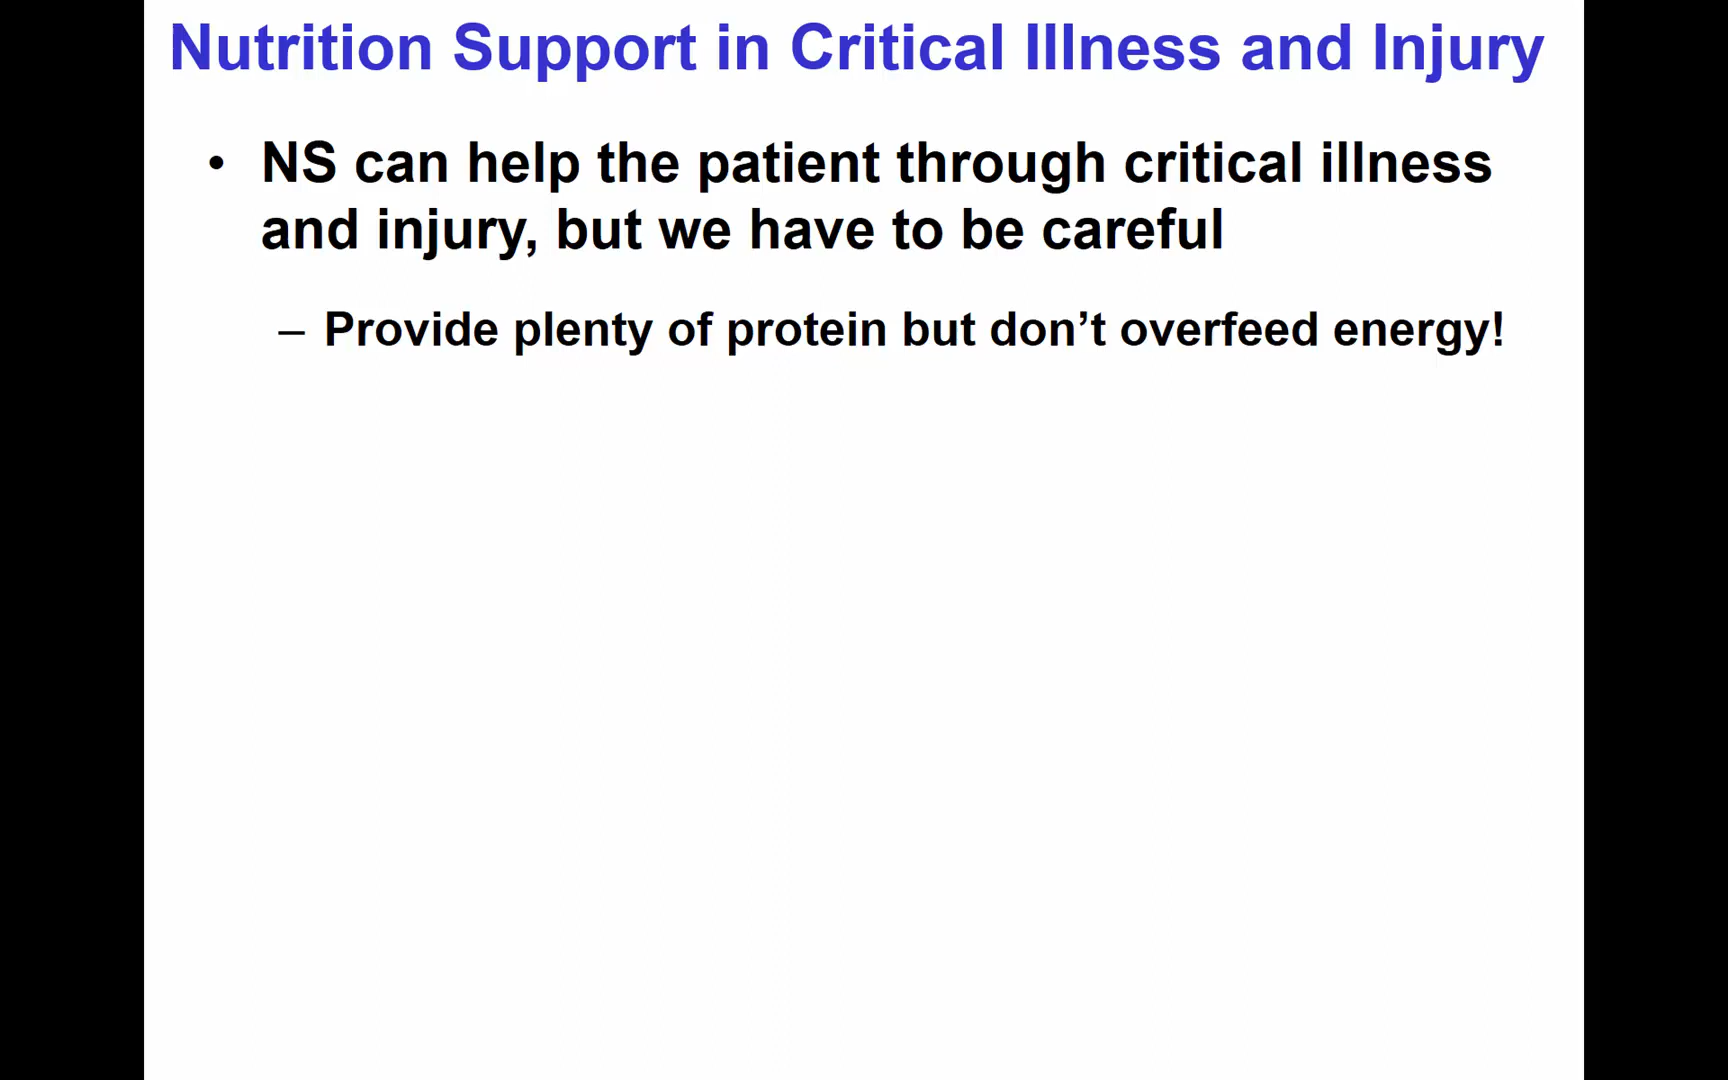 Nutrition Support in Critical Illness and Injury
• NS can help the patient through critical illness
and injury, but we have to be careful
– Provide plenty of protein but don’t overfeed energy!